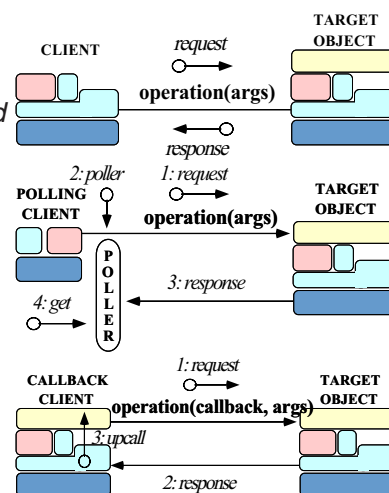 TARGET
OBJECT
CLIENT
request
operation(args)
d
response
2: poller
1: request
POLLING
CLIENT
TARGET
OBJECT
operation(args)
POLLER
3: response
4: get
1: request
CALLBACK
CLIENT
TARGET
OBJECT
operation(callback, args)
3: upcall
2: response